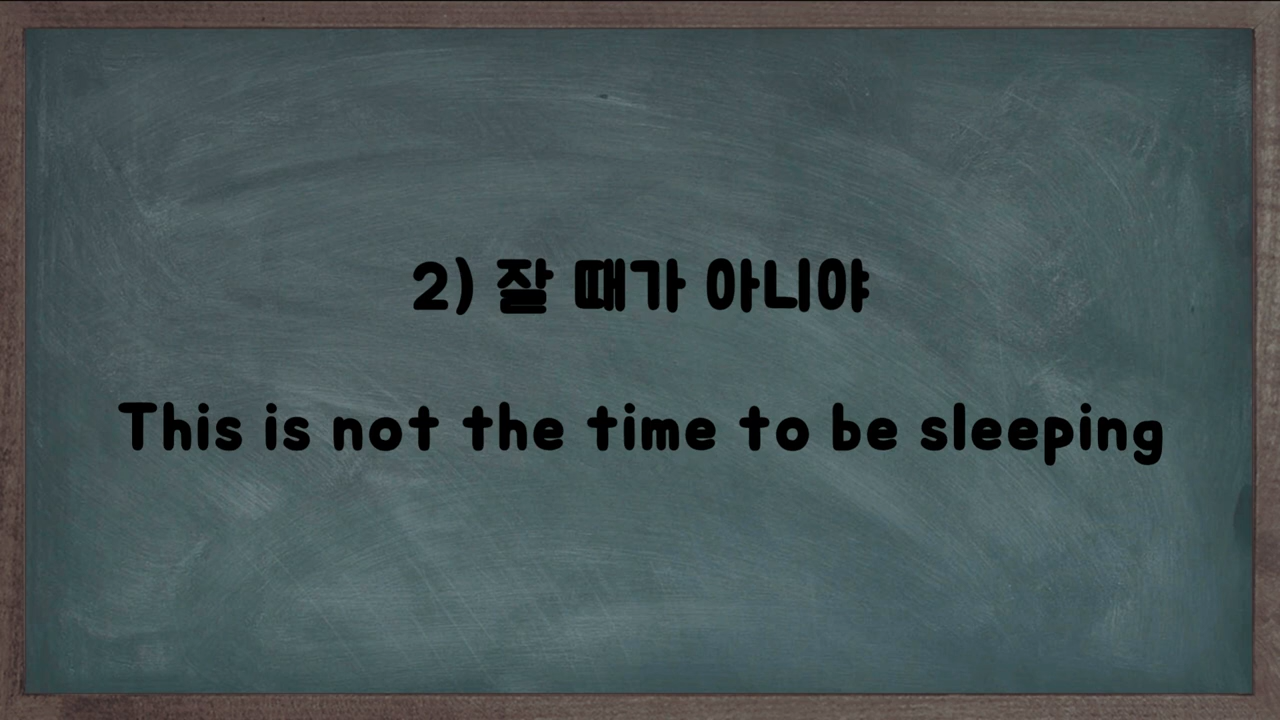 2) 잘 때가 아니야
This is not the time to be sleeping